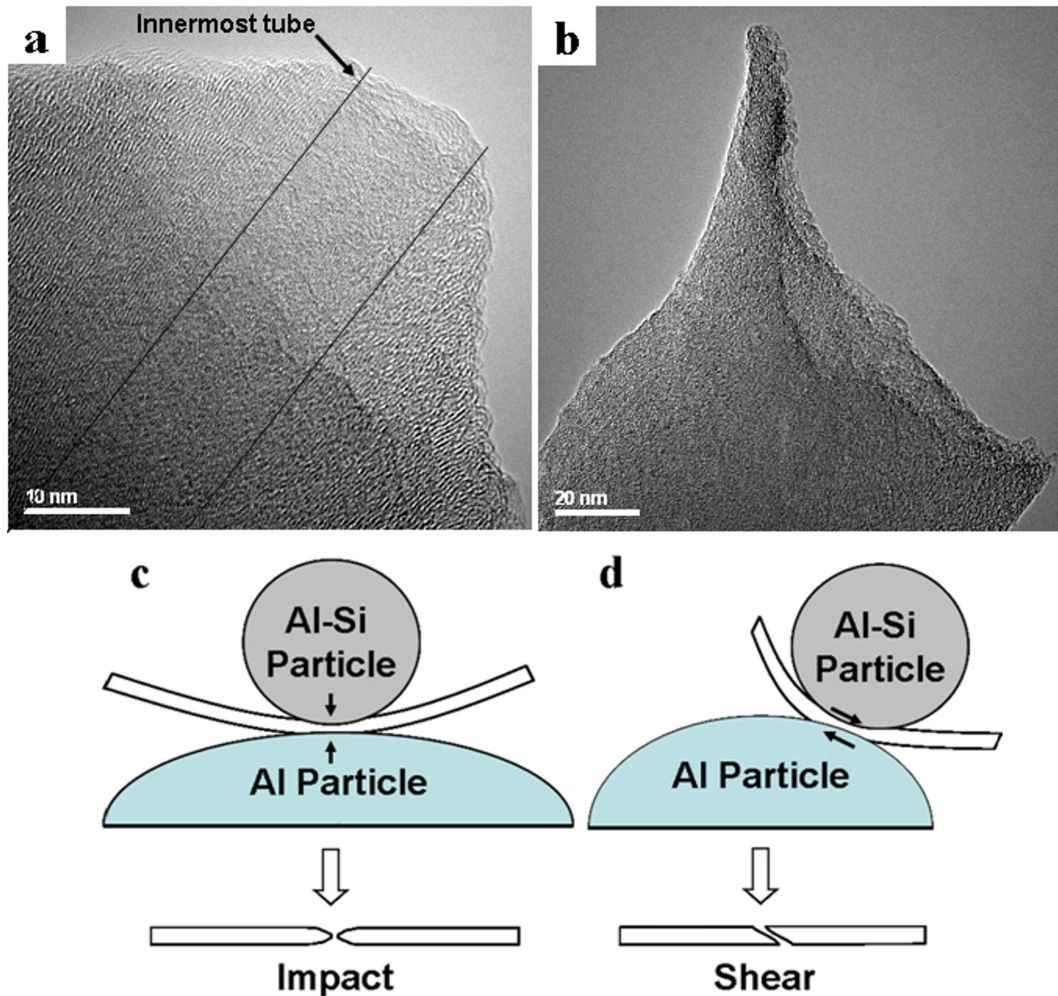 a
Innermost tube
10 nm
b
20 nm
c
Al-Si
Particle
Al Particle
Impact
d
Al-Si
Particle
Al Particle
Shear